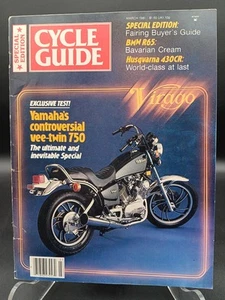 SPECIAL EDITION
CYCLE GUIDE
SPECIAL EDITION:
Fairing Buyer's Guide
BMW R65:
Bavarian Cream
Husqvarna 430CR:
World-class at last
Virago
EXCLUSIVE TEST!
Yamaha's
controversial
vee-twin 750
The ultimate and
inevitable Special